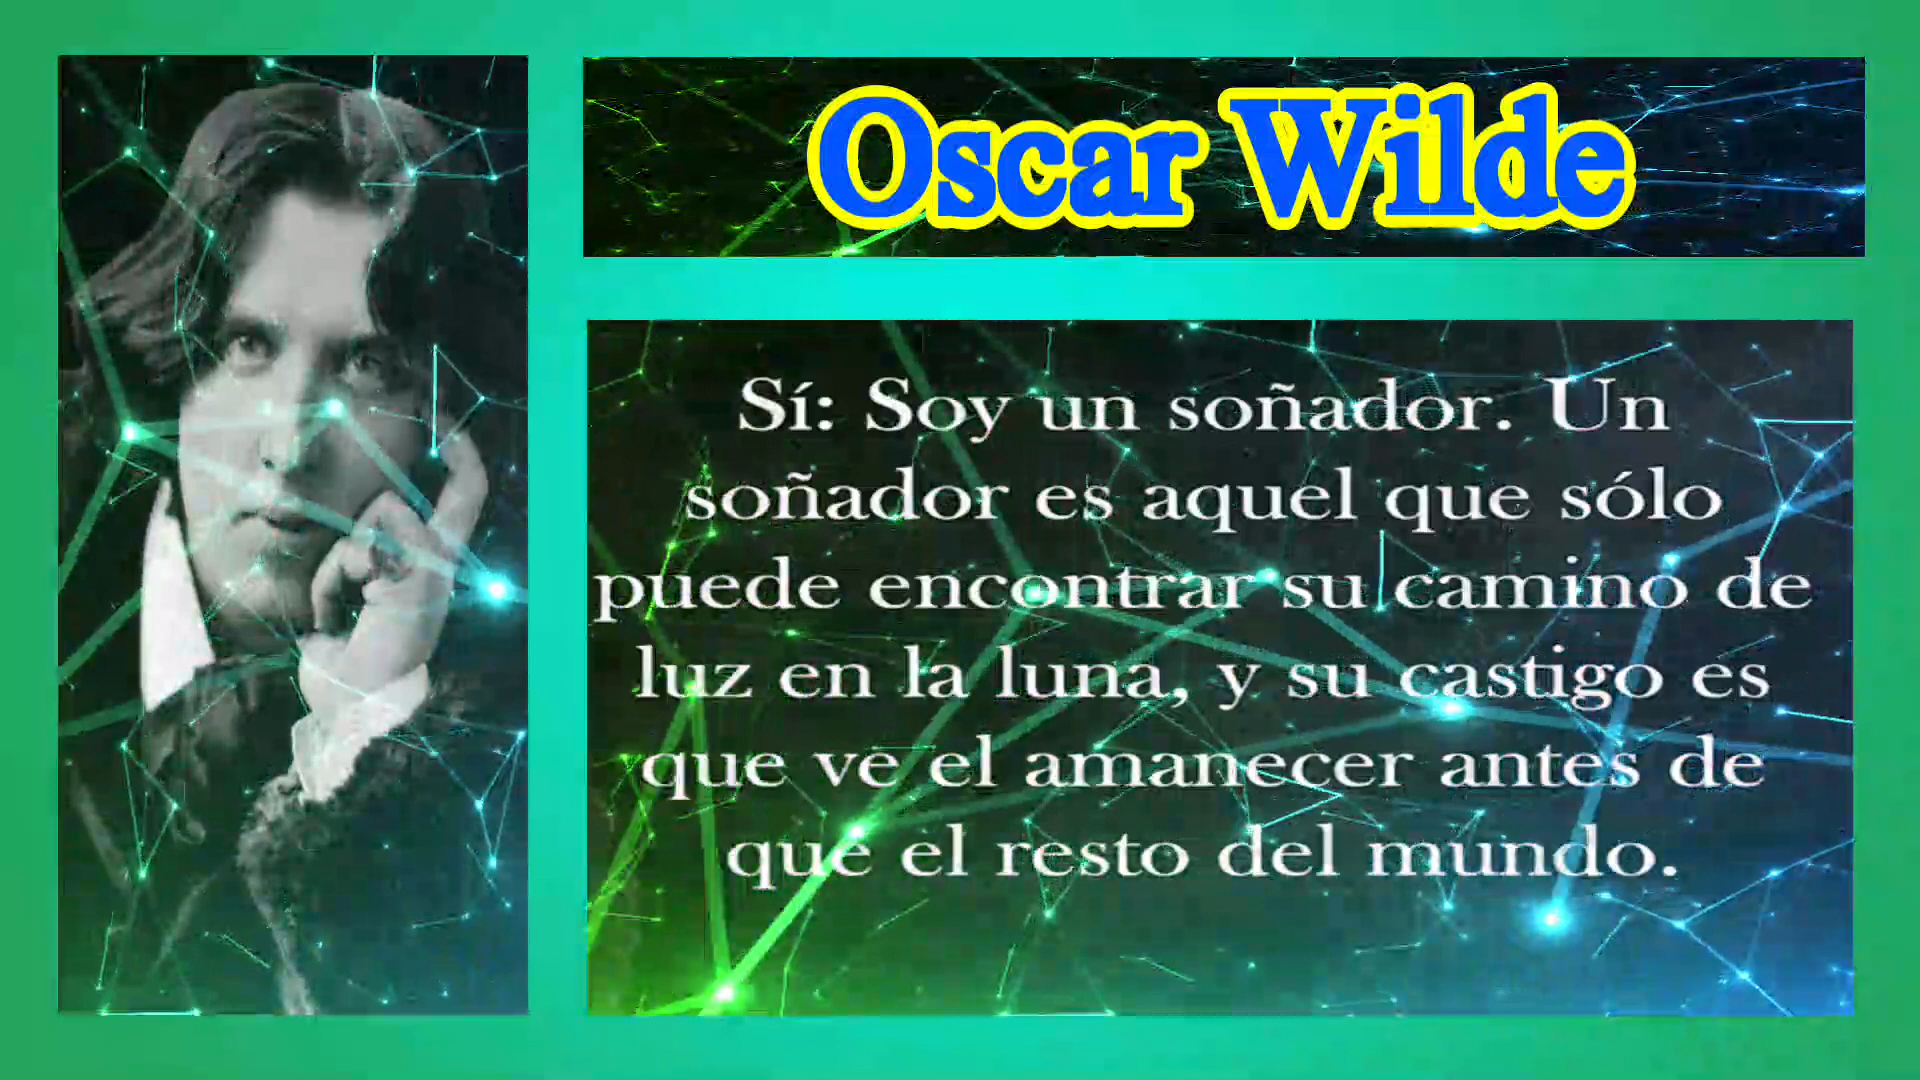 Oscar Wilde
Sí: Soy un soñador. Un
soñador es aquel que sólo
puede encontrar su camino de
luz en la luna, y su castigo es
que ve el amanecer antes de
que el resto del mundo.